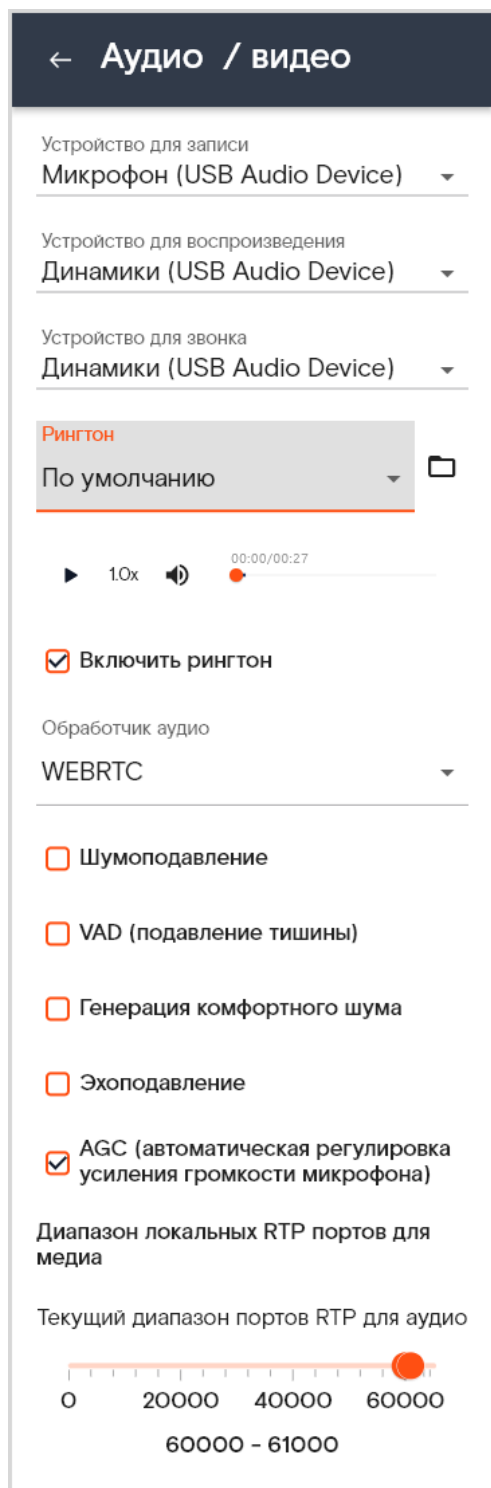 ← Аудио / видео
Устройство для записи
Микрофон (USB Audio Device)
Устройство для воспроизведения
Динамики (USB Audio Device)
Устройство для звонка
Динамики (USB Audio Device)
Рингтон
По умолчанию
00:00/00:27
1.0x
Включить рингтон
Обработчик аудио
WEBRTC
Шумоподавление
VAD (подавление тишины)
Генерация комфортного шума
Эхоподавление
AGC (автоматическая регулировка
усиления громкости микрофона)
Диапазон локальных RTP портов для
медиа
Текущий диапазон портов RTP для аудио
0 20000 40000 60000
60000 - 61000